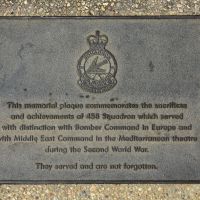 This memorial plaque commemorates the sacrifices
and achievements of 458 Squadron which served
with distinction with Bomber Command in Europe and
with Middle East Command in the Mediterranean theatre
during the Second World War.
They served and are not forgotten.